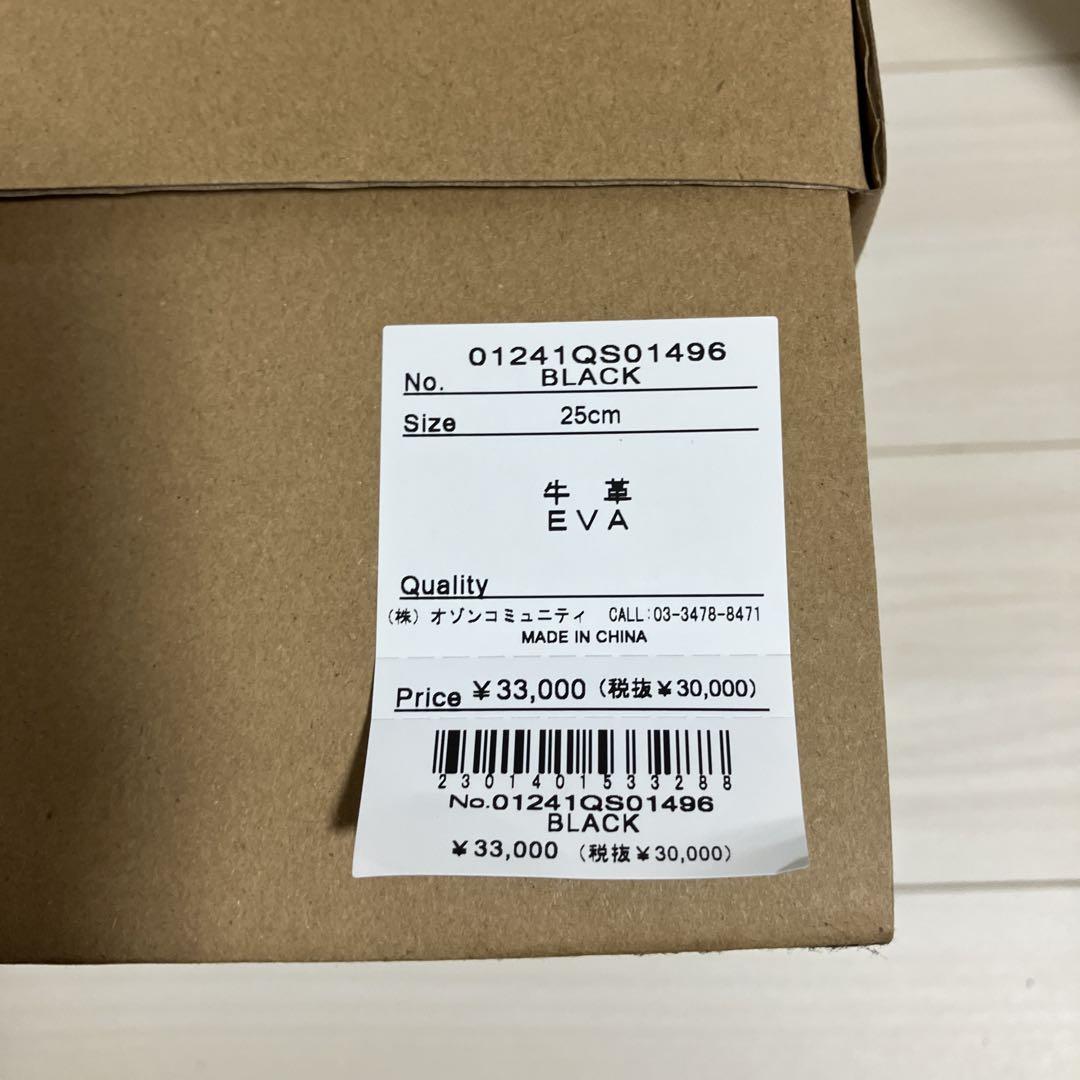 01241QS01496
No. BLACK
Size 25cm
牛 革
EVA
Quality
(株) オゾンコミュニティ CALL:03-3478-8471
MADE IN CHINA
Price ¥33,000 (税抜¥30,000)
2301401533288
No.01241QS01496
BLACK
¥33,000 (税抜¥30,000)